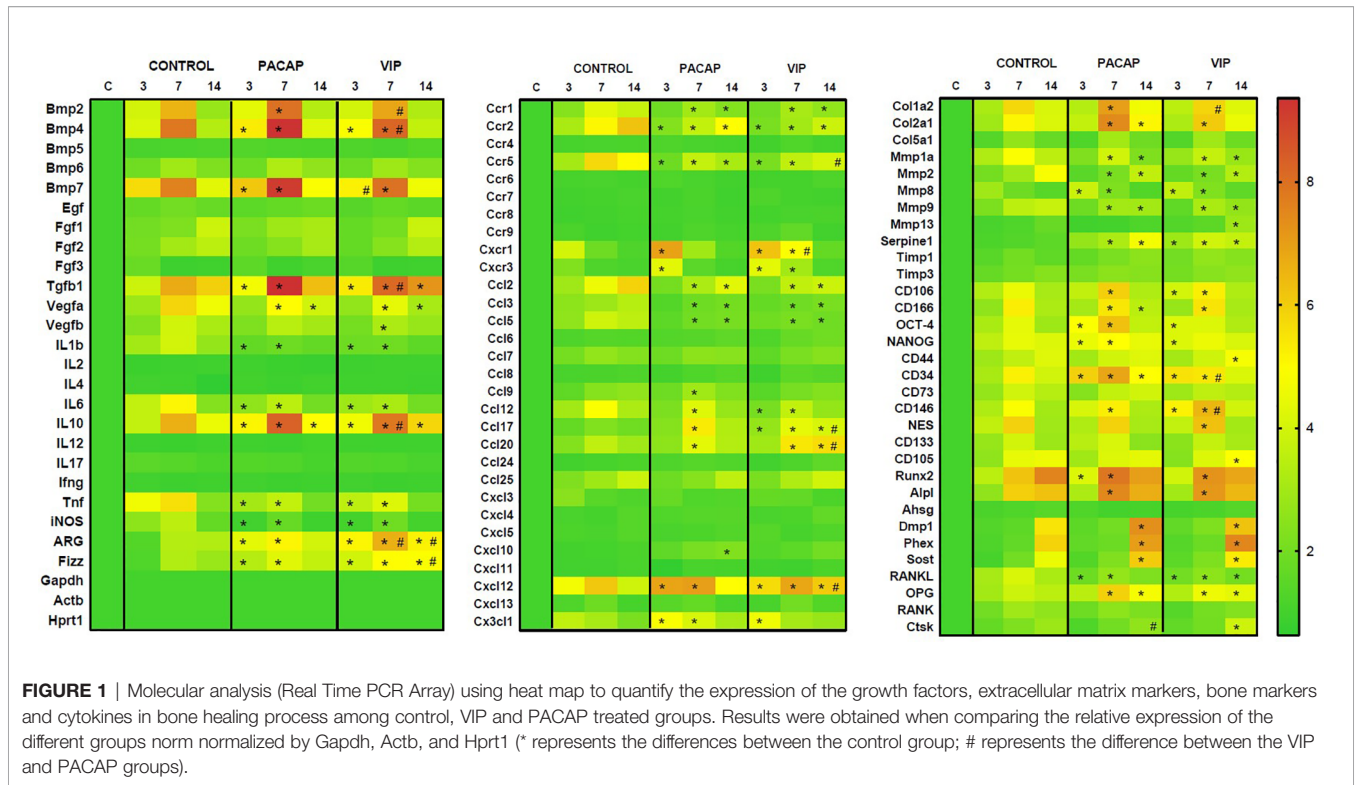 CONTROL PACAP VIP
C 3 7 14 3 7 14 3 7 14
Bmp2 * #
Bmp4 * * * * #
Bmp5
Bmp6
Bmp7 * * # *
Egf
Fgf1
Fgf2
Fgf3
Tgfb1 * * * * # *
Vegfa * * * *
Vegfb *
IL1b * * * *
IL2
IL4
IL6 * * * *
IL10 * * * * * # *
IL12
IL17
Ifng
Tnf * * * *
iNOS * * * *
ARG * * * * # * #
Fizz * * * * * #
Gapdh
Actb
Hprt1
CONTROL PACAP VIP
C 3 7 14 3 7 14 3 7 14
Ccr1 * * * *
Ccr2 * * * * * *
Ccr4
Ccr5 * * * * * #
Ccr6
Ccr7
Ccr8
Ccr9
Cxcr1 * * * #
Cxcr3 * * *
Ccl2 * * * *
Ccl3 * * * *
Ccl5 * * * *
Ccl6
Ccl7
Ccl8
Ccl9 *
Ccl12 * * *
Ccl17 * * * * #
Ccl20 * * * #
Ccl24
Ccl25
Cxcl3
Cxcl4
Cxcl5
Cxcl10 *
Cxcl11
Cxcl12 * * * * * #
Cxcl13
Cx3cl1 * * *
CONTROL PACAP VIP
C 3 7 14 3 7 14 3 7 14
Col1a2 * #
Col2a1 * * *
Col5a1
Mmp1a * * * *
Mmp2 * * * *
Mmp8 * * * *
Mmp9 * * * *
Mmp13 *
Serpine1 * * * * *
Timp1
Timp3
CD106 * * *
CD166 * * *
OCT-4 * * *
NANOG * * *
CD44 *
CD34 * * * * * #
CD73
CD146 * * * #
NES *
CD133
CD105 *
Runx2 * * *
Alpl * *
Ahsg
Dmp1 * *
Phex * *
Sost * *
RANKL * * * * *
OPG * * * *
RANK
Ctsk # *
8
6
4
2
FIGURE 1 | Molecular analysis (Real Time PCR Array) using heat map to quantify the expression of the growth factors, extracellular matrix markers, bone markers
and cytokines in bone healing process among control, VIP and PACAP treated groups. Results were obtained when comparing the relative expression of the
different groups norm normalized by Gapdh, Actb, and Hprt1 (* represents the differences between the control group; # represents the difference between the VIP
and PACAP groups).